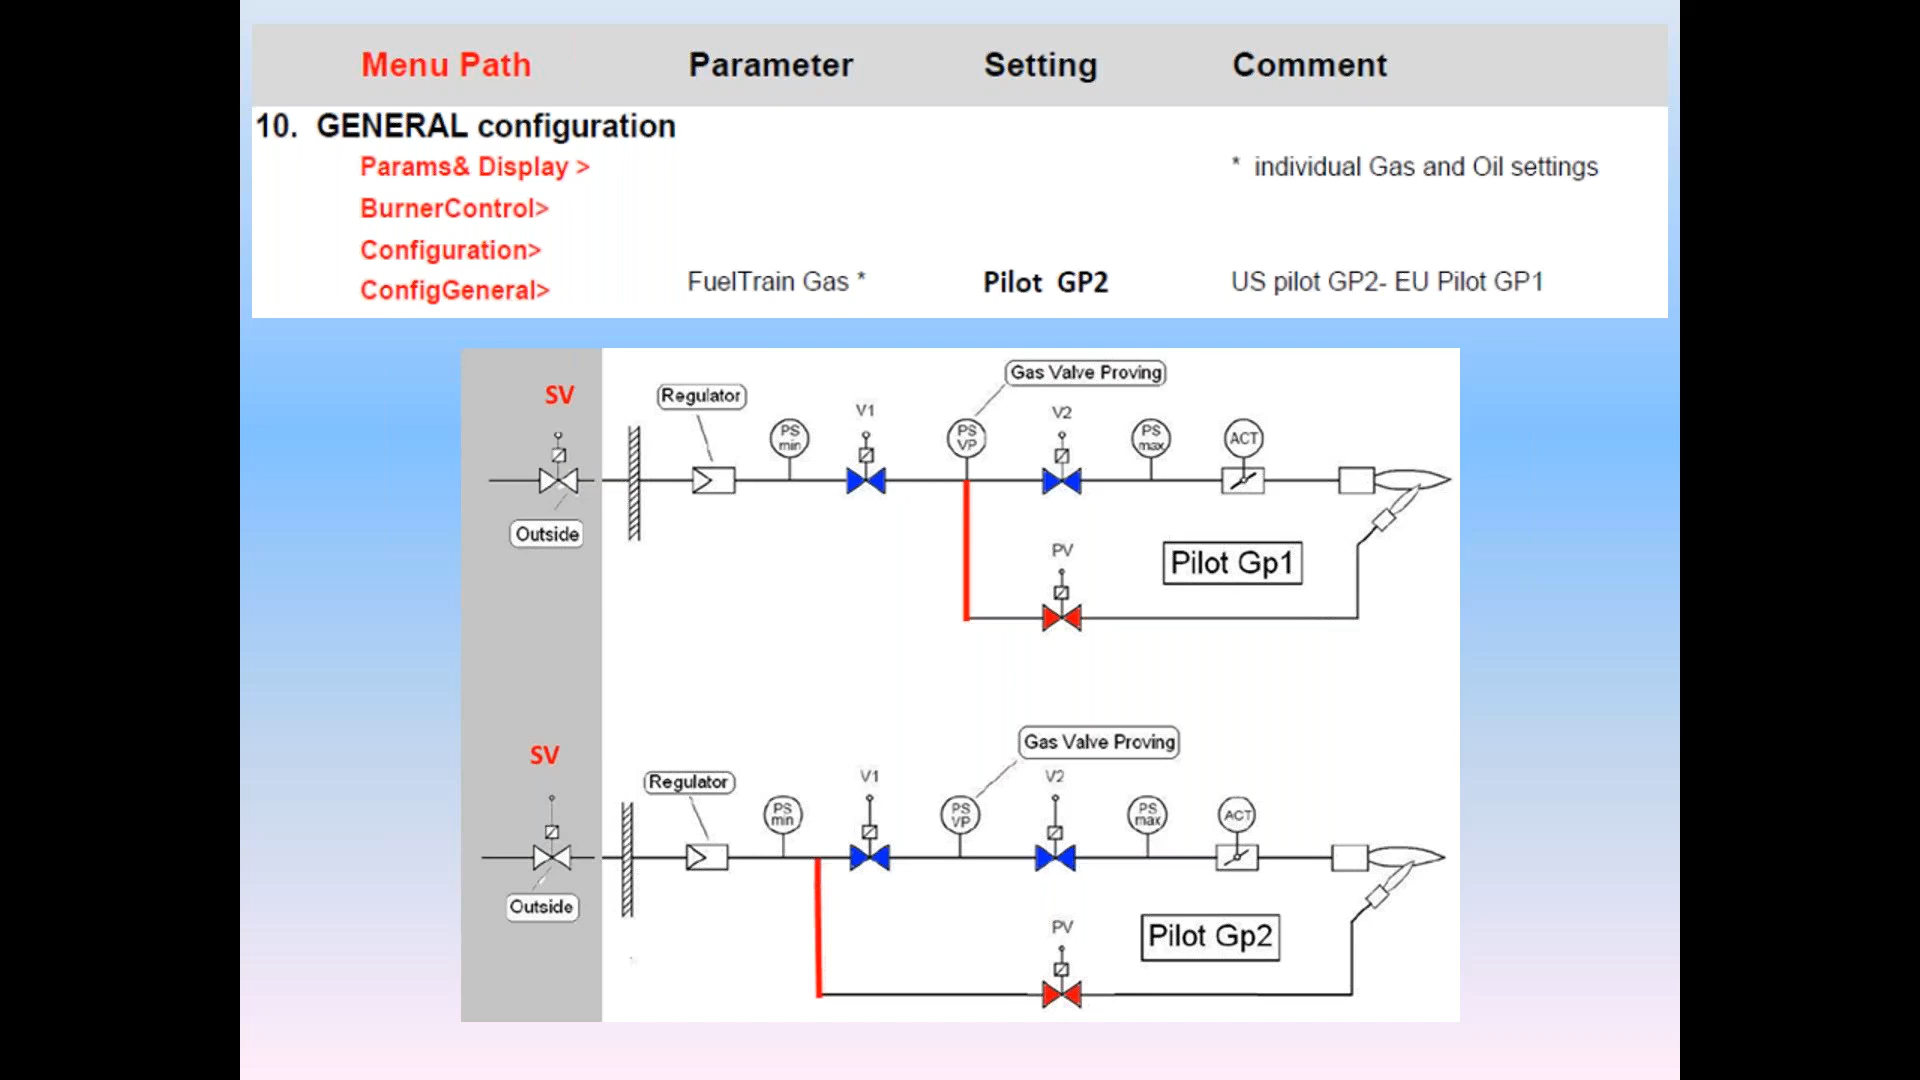 Menu Path Parameter Setting Comment
10. GENERAL configuration
Params& Display > * individual Gas and Oil settings
BurnerControl>
Configuration>
ConfigGeneral> FuelTrain Gas * Pilot GP2 US pilot GP2- EU Pilot GP1
Gas Valve Proving
SV
Regulator
V1
V2
PS min
PS VP
PS max
ACT
Outside
PV
Pilot Gp1
Gas Valve Proving
SV
Regulator
V1
V2
PS min
PS VP
PS max
ACT
Outside
PV
Pilot Gp2